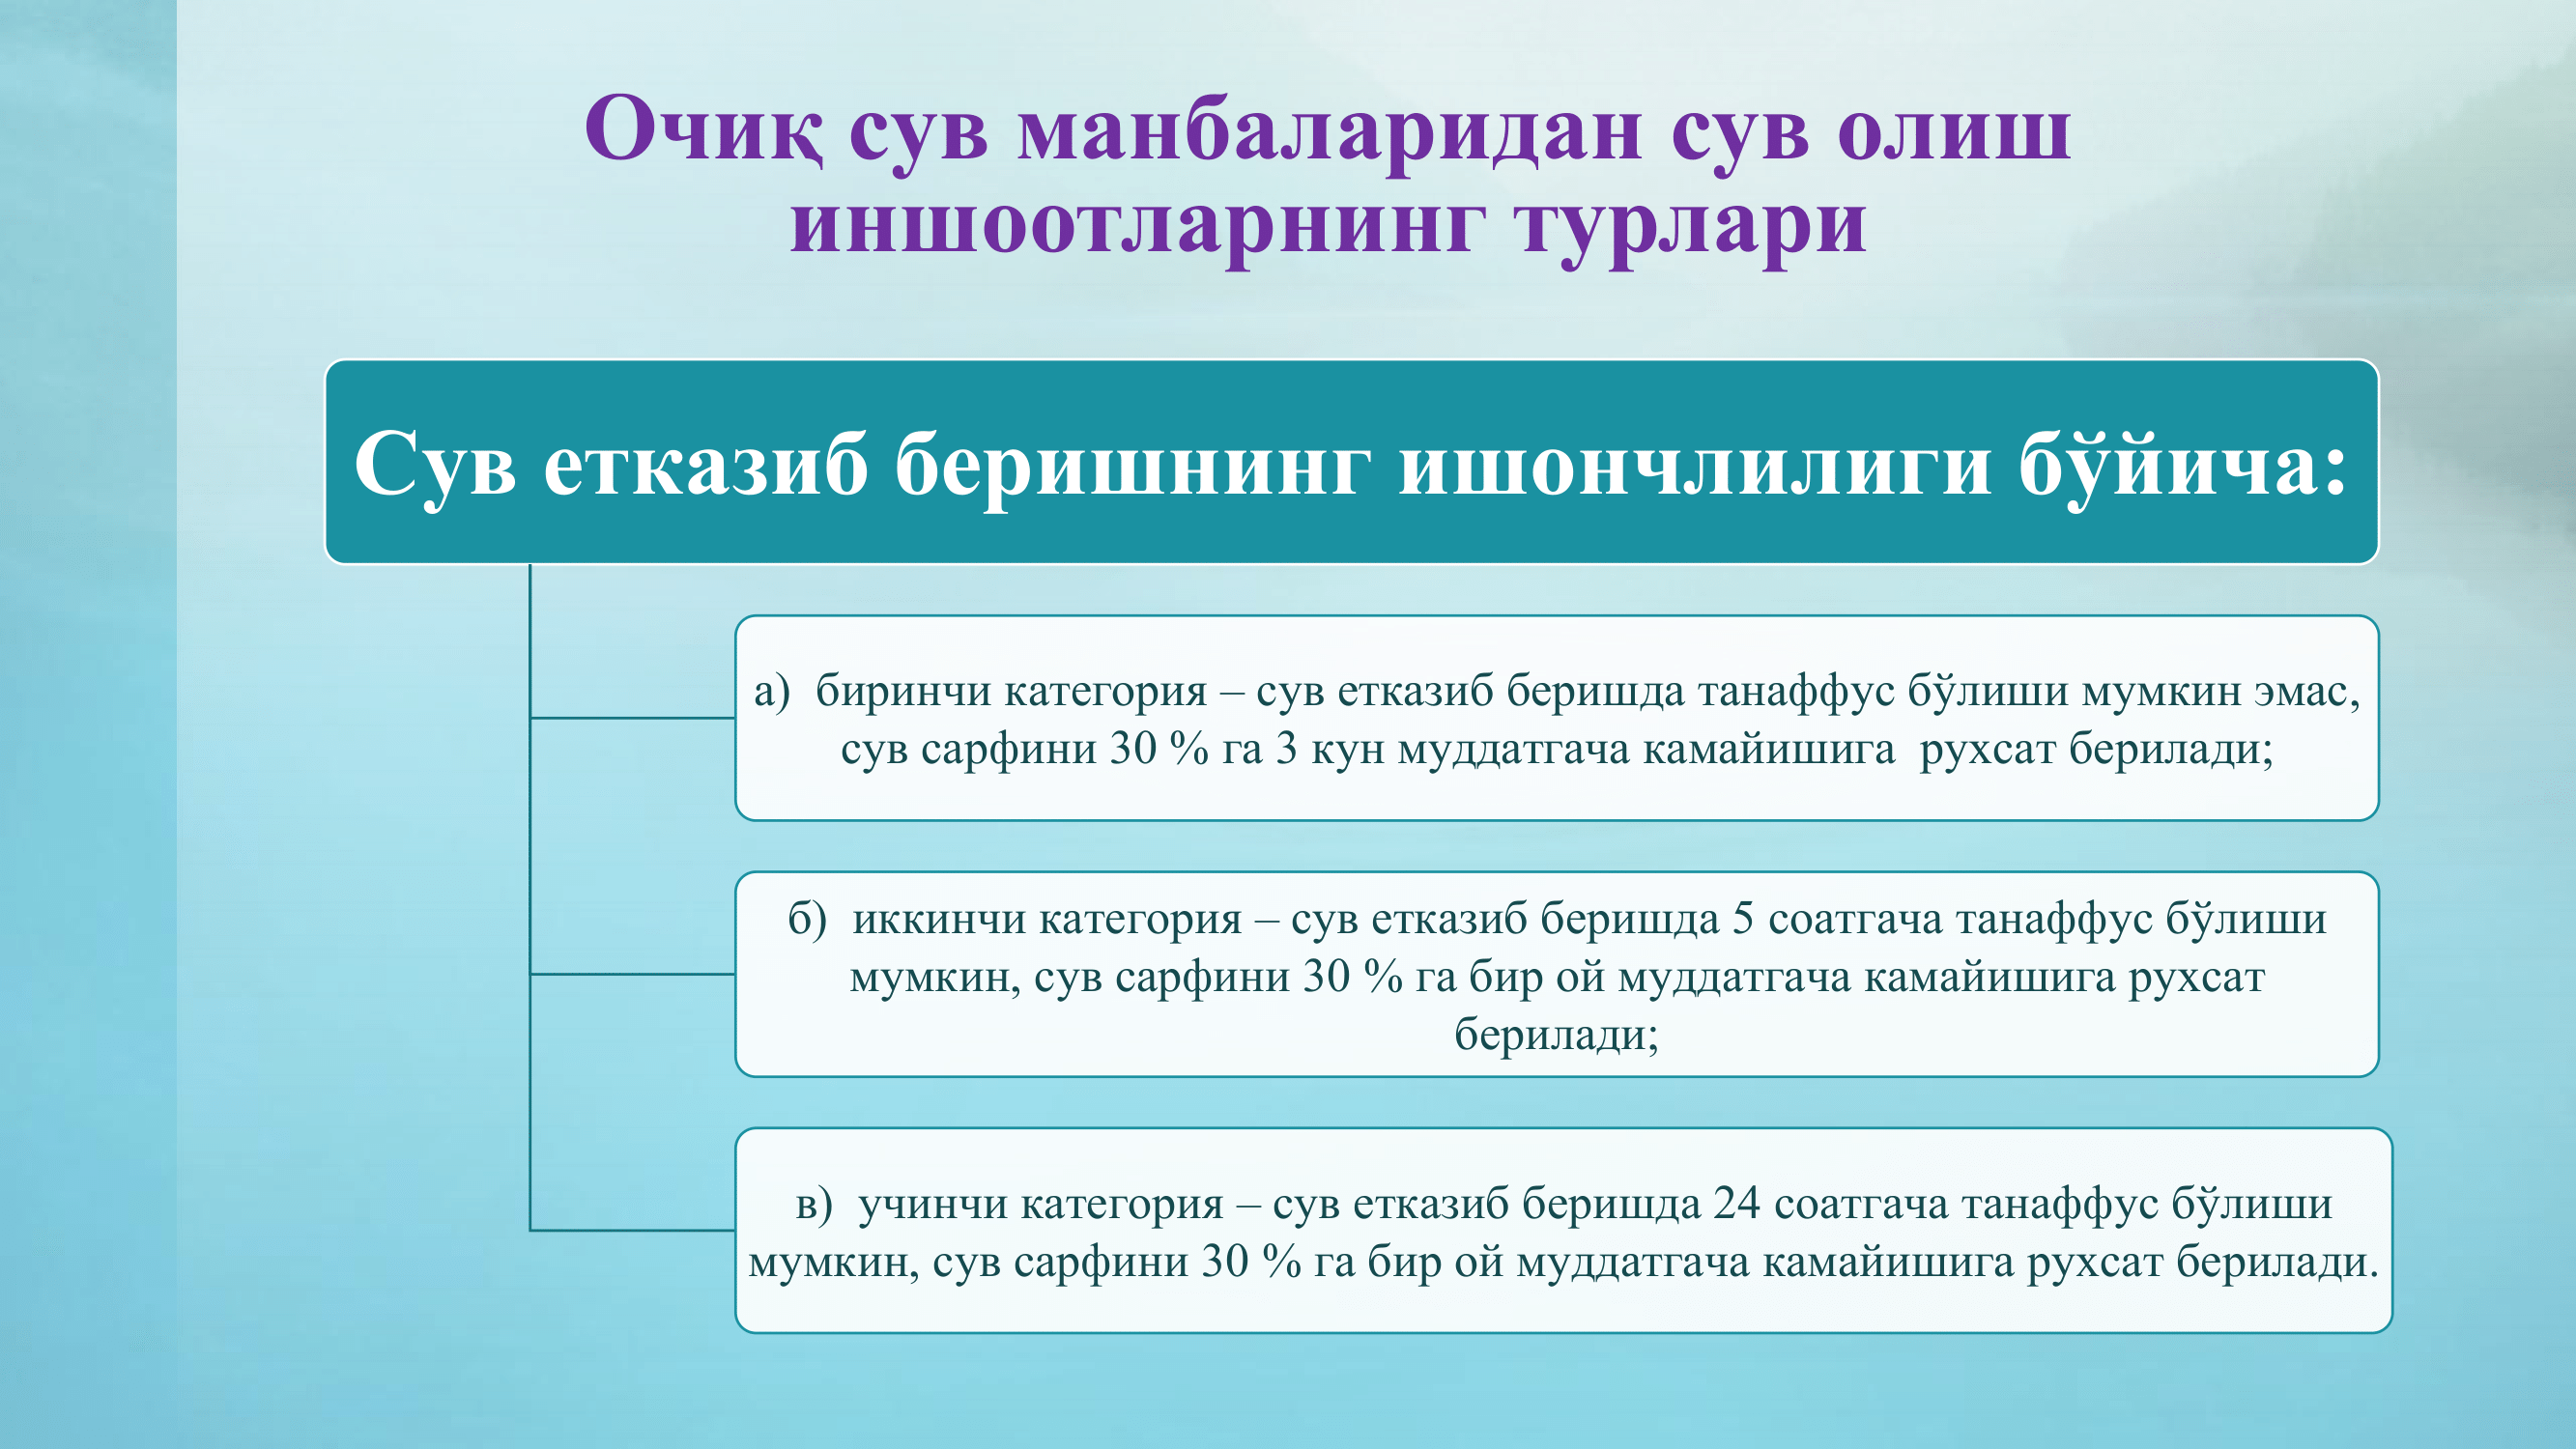 Очиқ сув манбаларидан сув олиш
иншоотларнинг турлари
Сув етказиб беришнинг ишончлилиги бўйича:
а)  биринчи категория – сув етказиб беришда танаффус бўлиши мумкин эмас,
сув сарфини 30 % га 3 кун муддатгача камайишига  рухсат берилади;
б)  иккинчи категория – сув етказиб беришда 5 соатгача танаффус бўлиши
мумкин, сув сарфини 30 % га бир ой муддатгача камайишига рухсат
берилади;
в)  учинчи категория – сув етказиб беришда 24 соатгача танаффус бўлиши
мумкин, сув сарфини 30 % га бир ой муддатгача камайишига рухсат берилади.